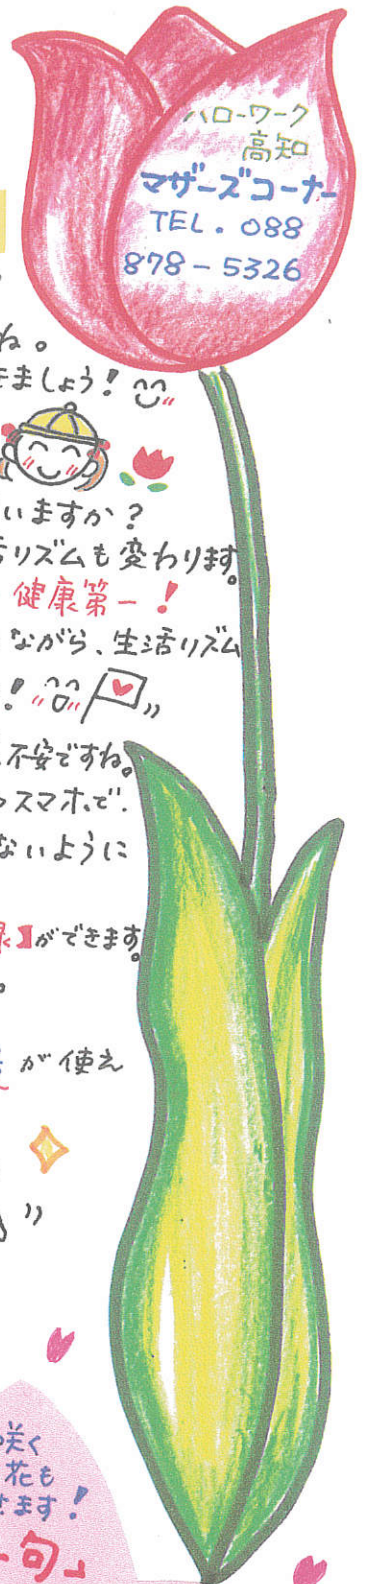 ハローワーク
高知
マザーズコーナー
TEL. 088
878-5326
ね。
きましょう!
いますか?
活リズムも変わります。
健康第一!
ながら、生活リズム
!
不安ですね。
スマホで.
ないように
録】ができます。
。
が使え
咲く
花も
せます!
一句」